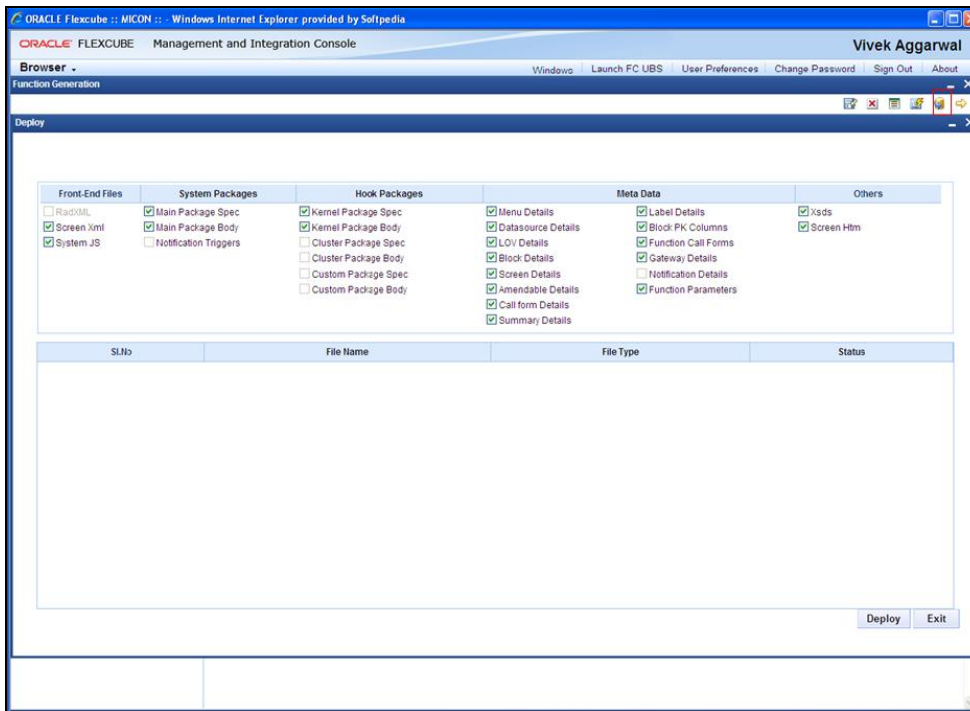 ORACLE Flexcube :: MICON :: - Windows Internet Explorer provided by Softpedia
ORACLE FLEXCUBE Management and Integration Console Vivek Aggarwal
Browser - Windows Launch FC UBS User Preferences Change Password Sign Out About
Function Generation
Deploy
Front-End Files System Packages Hook Packages Meta Data Others
RadXML Main Package Spec Kernel Package Spec Menu Details Label Details Xsds
Screen Xml Main Package Body Kernel Package Body Datasource Details Block PK Columns Screen Htm
System JS Notification Triggers Cluster Package Spec LOV Details Function Call Forms
Cluster Package Body Block Details Gateway Details
Custom Package Spec Screen Details Notification Details
Custom Package Body Amendable Details Function Parameters
Call form Details
Summary Details
Sl.No File Name File Type Status
Deploy Exit